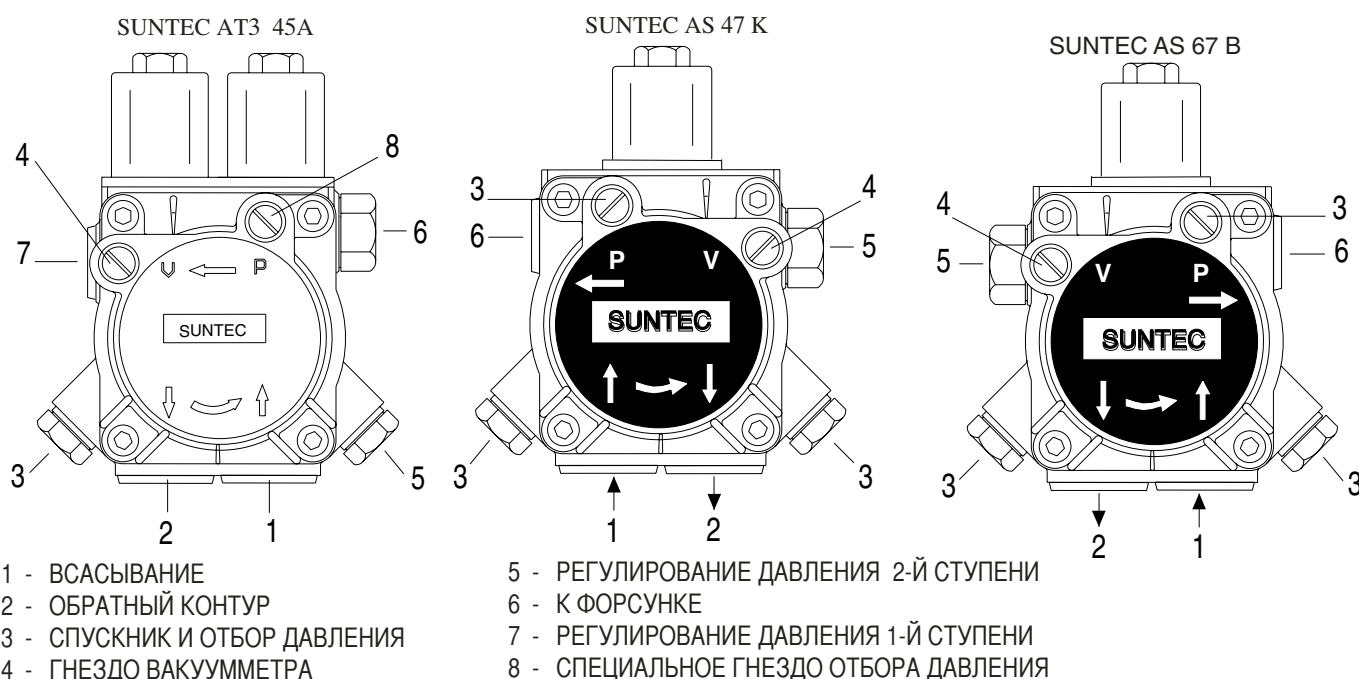 SUNTEC AT3 45A
4
8
7
6
V P
SUNTEC
3
5
2
1
SUNTEC AS 47 K
3
4
6
5
P V
SUNTEC
3
3
1
2
SUNTEC AS 67 B
4
3
5
6
V P
SUNTEC
3
3
2
1
1 - ВСАСЫВАНИЕ
2 - ОБРАТНЫЙ КОНТУР
3 - СПУСКНИК И ОТБОР ДАВЛЕНИЯ
4 - ГНЕЗДО ВАКУУММЕТРА
5 - РЕГУЛИРОВАНИЕ ДАВЛЕНИЯ 2-Й СТУПЕНИ
6 - К ФОРСУНКЕ
7 - РЕГУЛИРОВАНИЕ ДАВЛЕНИЯ 1-Й СТУПЕНИ
8 - СПЕЦИАЛЬНОЕ ГНЕЗДО ОТБОРА ДАВЛЕНИЯ